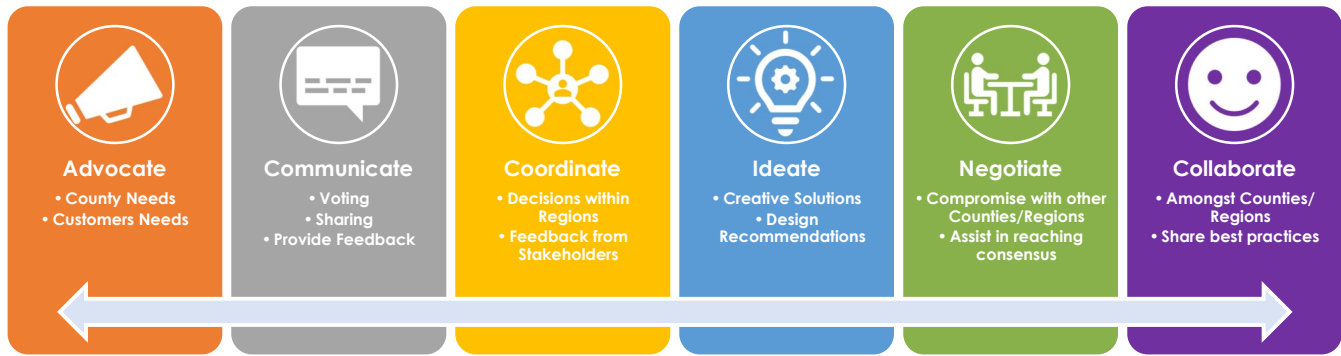 Advocate
• County Needs
• Customers Needs
Communicate
• Voting
• Sharing
• Provide Feedback
Coordinate
• Decisions within
Regions
• Feedback from
Stakeholders
Ideate
• Creative Solutions
• Design
Recommendations
Negotiate
• Compromise with other
Counties/Regions
• Assist in reaching
consensus
Collaborate
• Amongst Counties/
Regions
• Share best practices